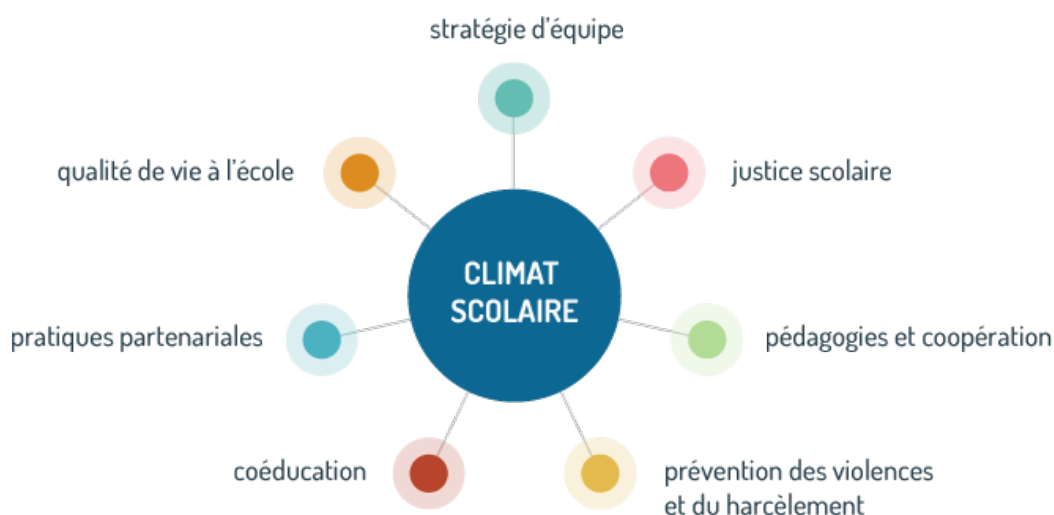 stratégie d'équipe
qualité de vie à l'école
justice scolaire
CLIMAT
SCOLAIRE
pratiques partenariales
pédagogies et coopération
coéducation
prévention des violences
et du harcèlement